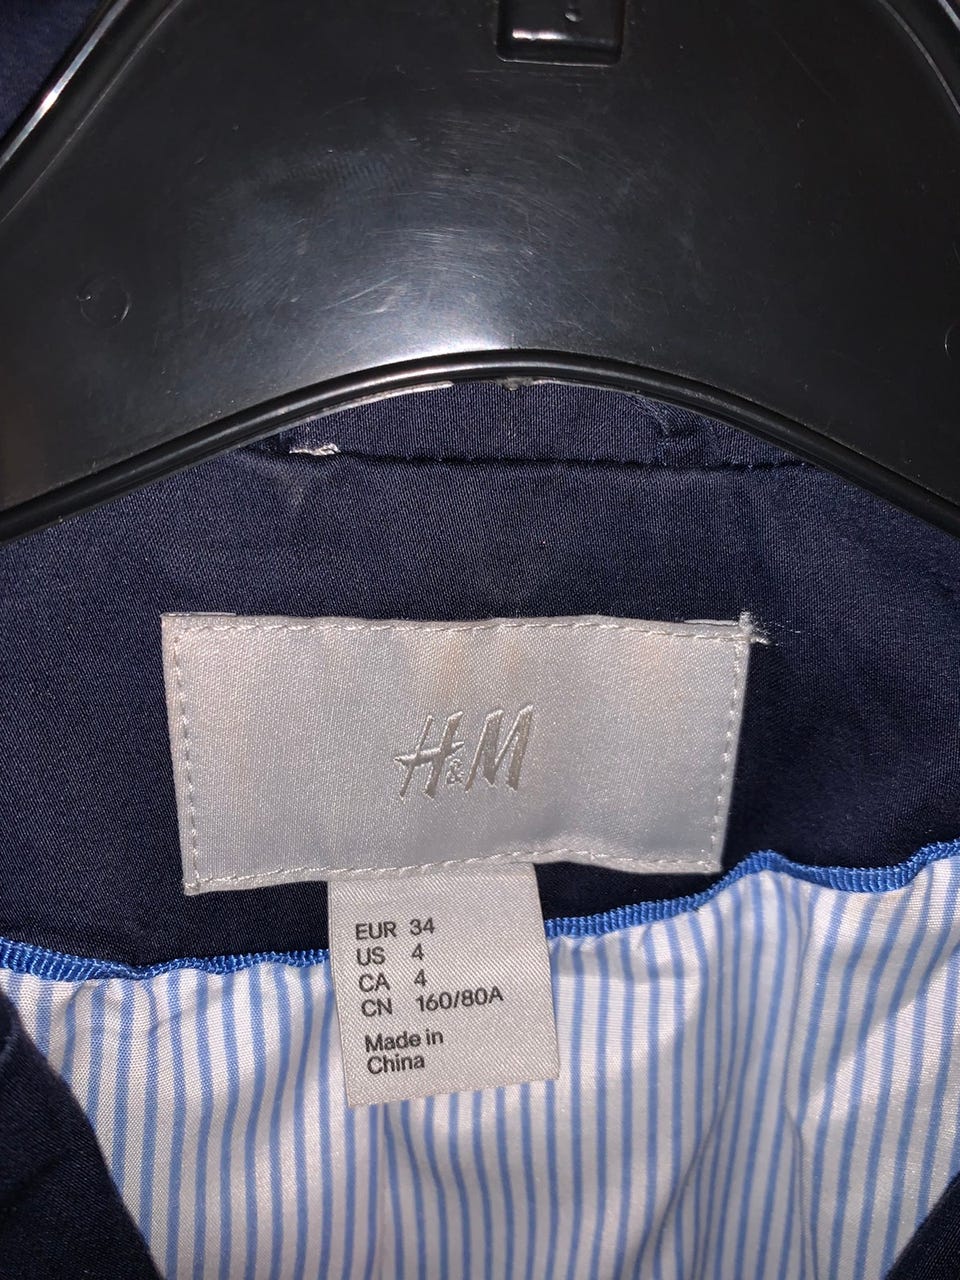 H&M
EUR 34
US 4
CA 4
CN 160/80A
Made in
China